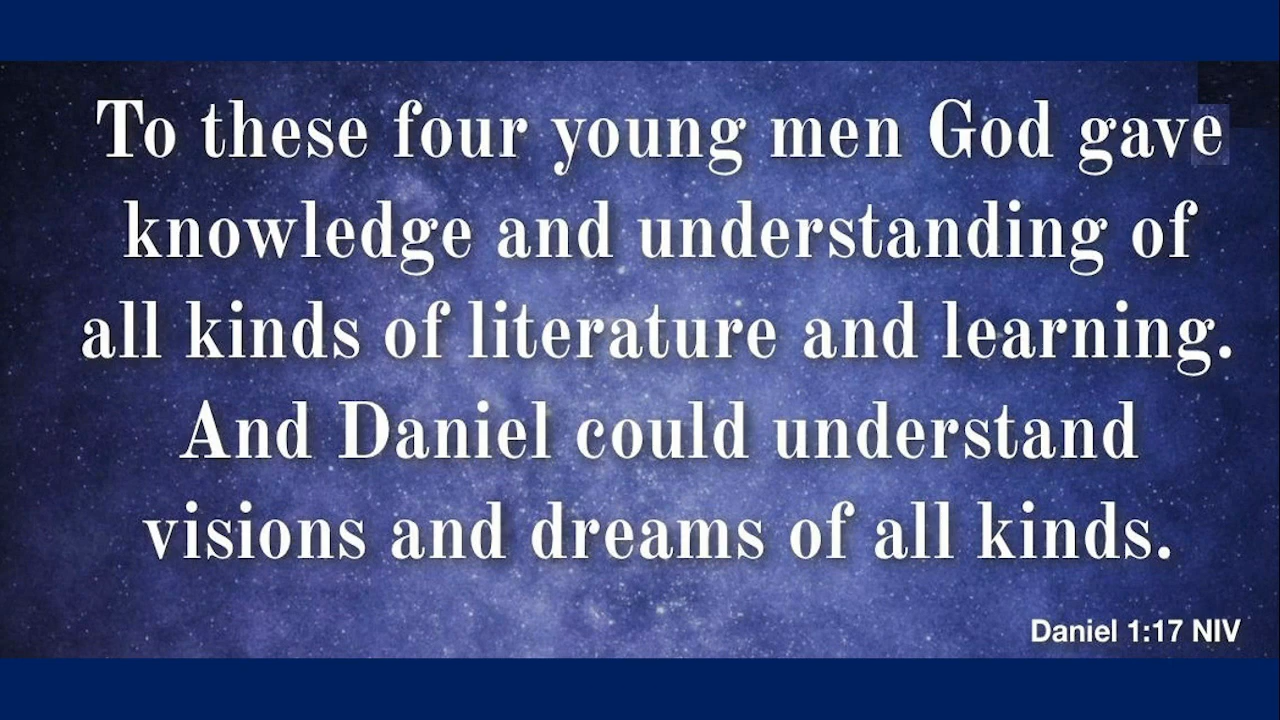 To these four young men God gave
knowledge and understanding of
all kinds of literature and learning.
And Daniel could understand
visions and dreams of all kinds.
Daniel 1:17 NIV